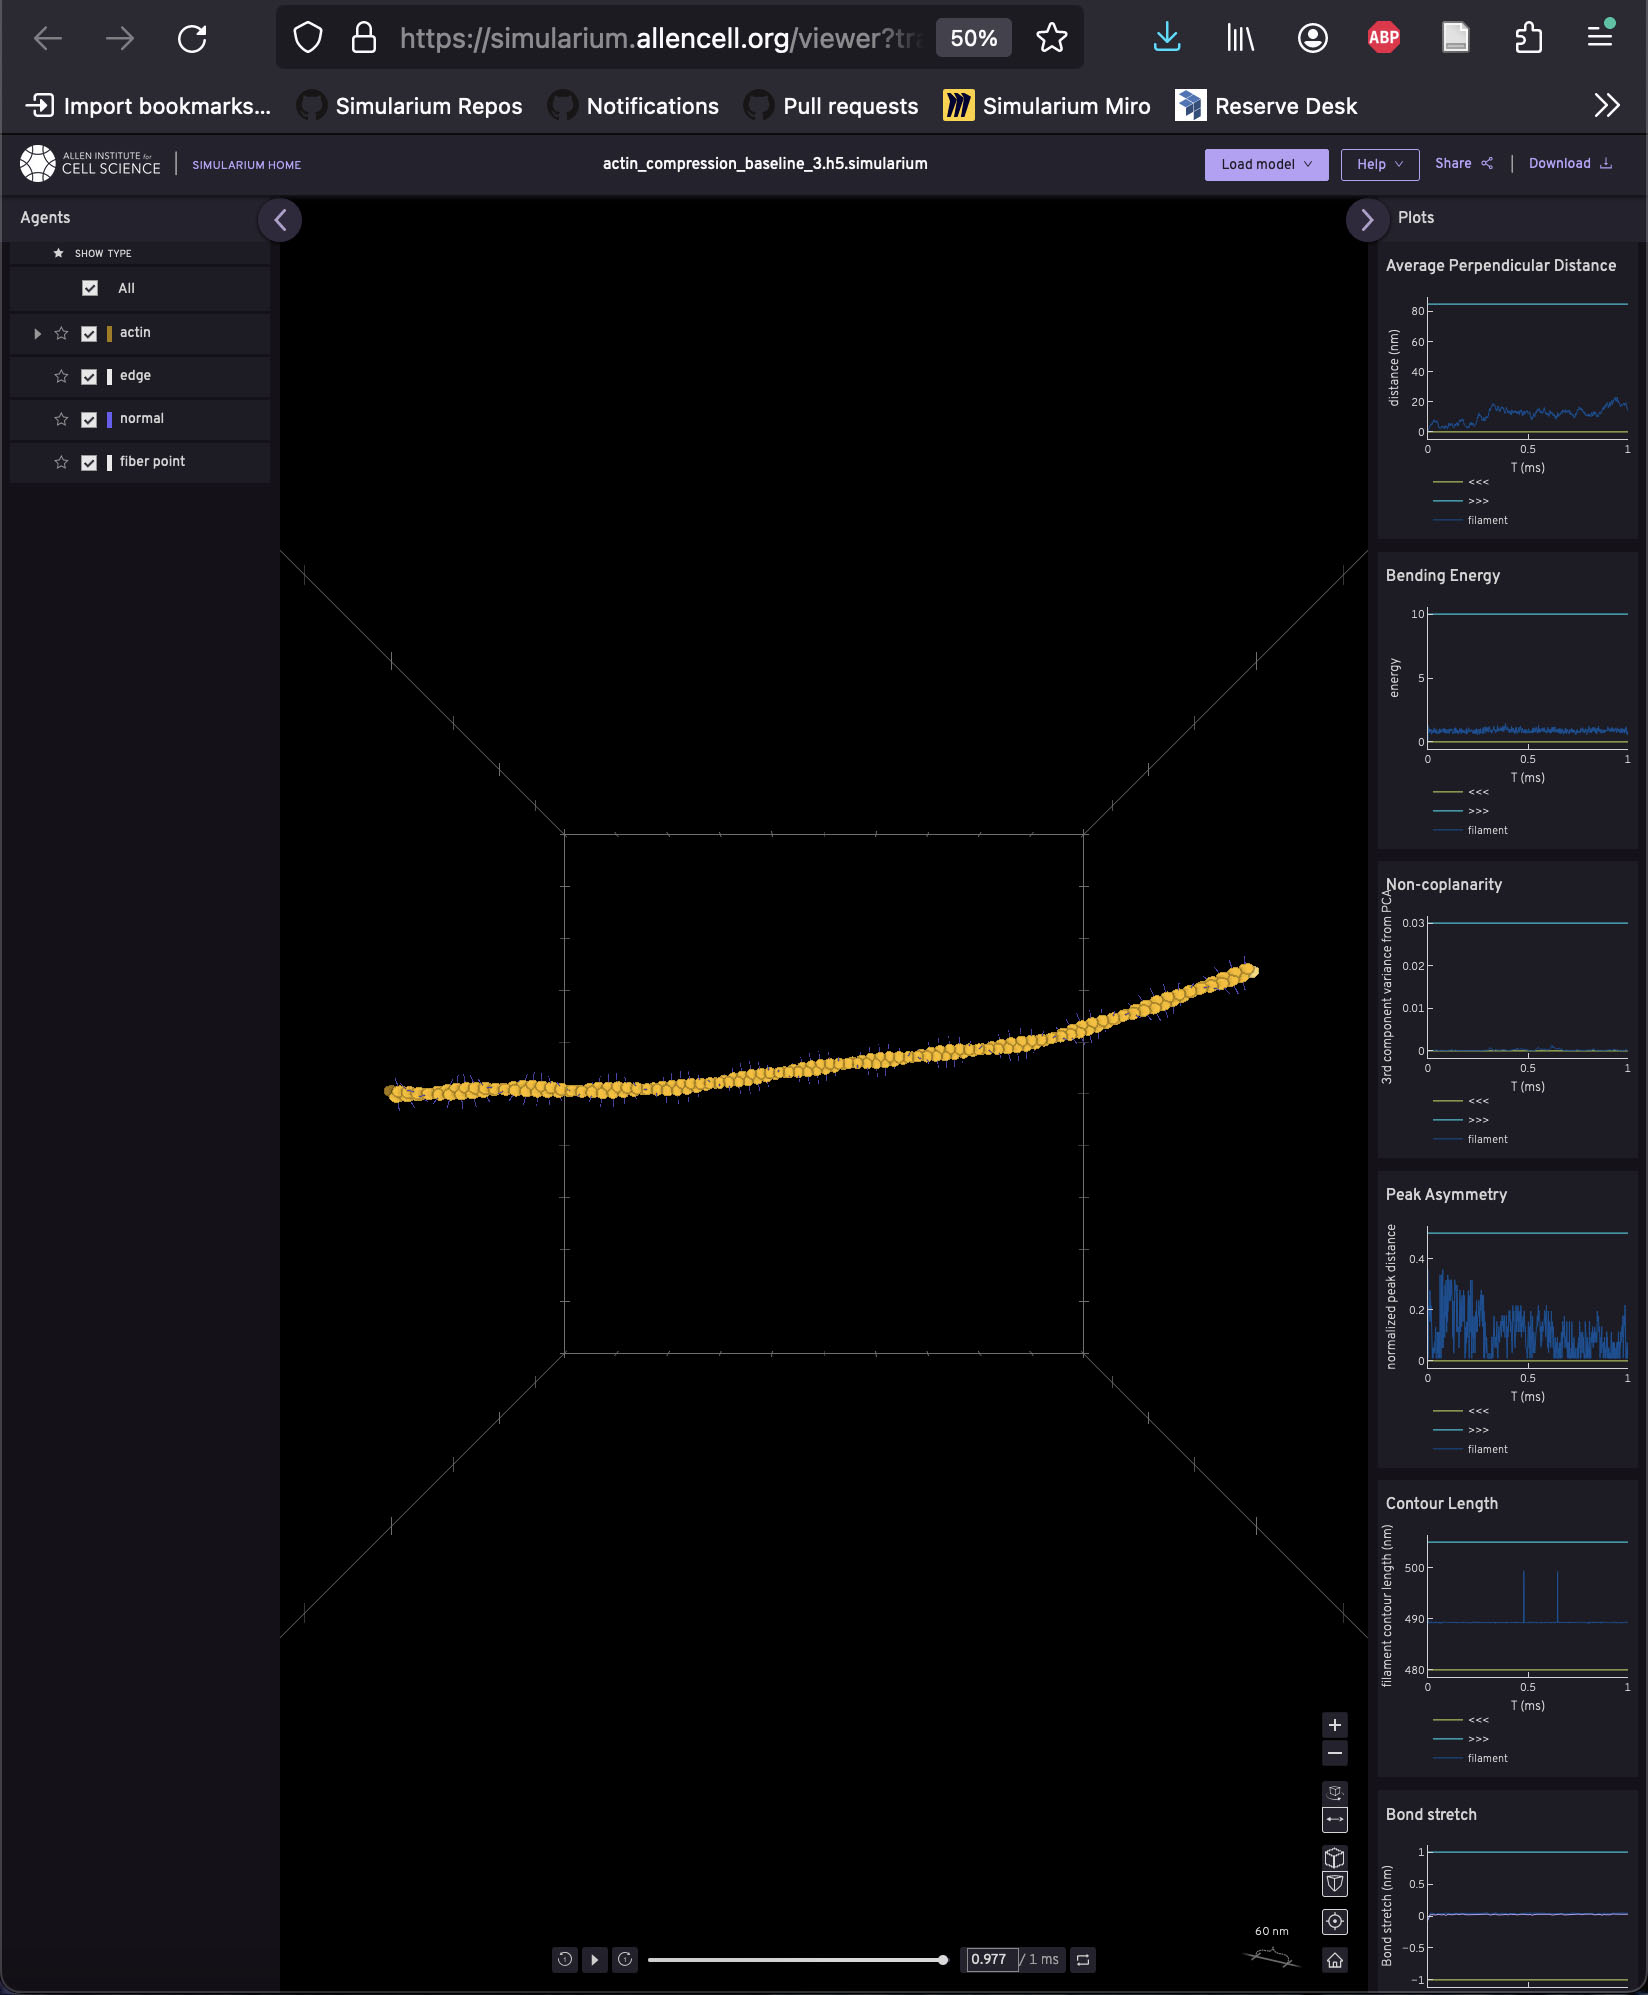 https://simularium.allencell.org/viewer?tra
50%
ABP
Import bookmarks...
Simularium Repos
Notifications
Pull requests
Simularium Miro
Reserve Desk
ALLEN INSTITUTE for
CELL SCIENCE
SIMULARIUM HOME
actin_compression_baseline_3.h5.simularium
Load model
Help
Share
Download
Agents
SHOW TYPE
All
actin
edge
normal
fiber point
Plots
Average Perpendicular Distance
distance (nm)
80
60
40
20
0
0 0.5 1
T (ms)
<<<
>>>
filament
Bending Energy
energy
10
5
0
0 0.5 1
T (ms)
<<<
>>>
filament
Non-coplanarity
3rd component variance from PCA
0.03
0.02
0.01
0
0 0.5 1
T (ms)
<<<
>>>
filament
Peak Asymmetry
normalized peak distance
0.4
0.2
0
0 0.5 1
T (ms)
<<<
>>>
filament
Contour Length
filament contour length (nm)
500
490
480
0 0.5 1
T (ms)
<<<
>>>
filament
Bond stretch
Bond stretch (nm)
1
0.5
0
−0.5
−1
60 nm
0.977 / 1 ms